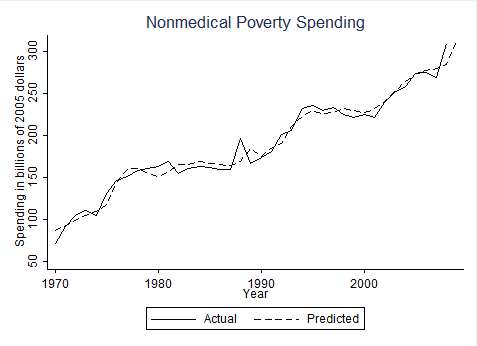 Nonmedical Poverty Spending
Spending in billions of 2005 dollars
300
250
200
150
100
50
1970
1980
1990
2000
Year
Actual
Predicted